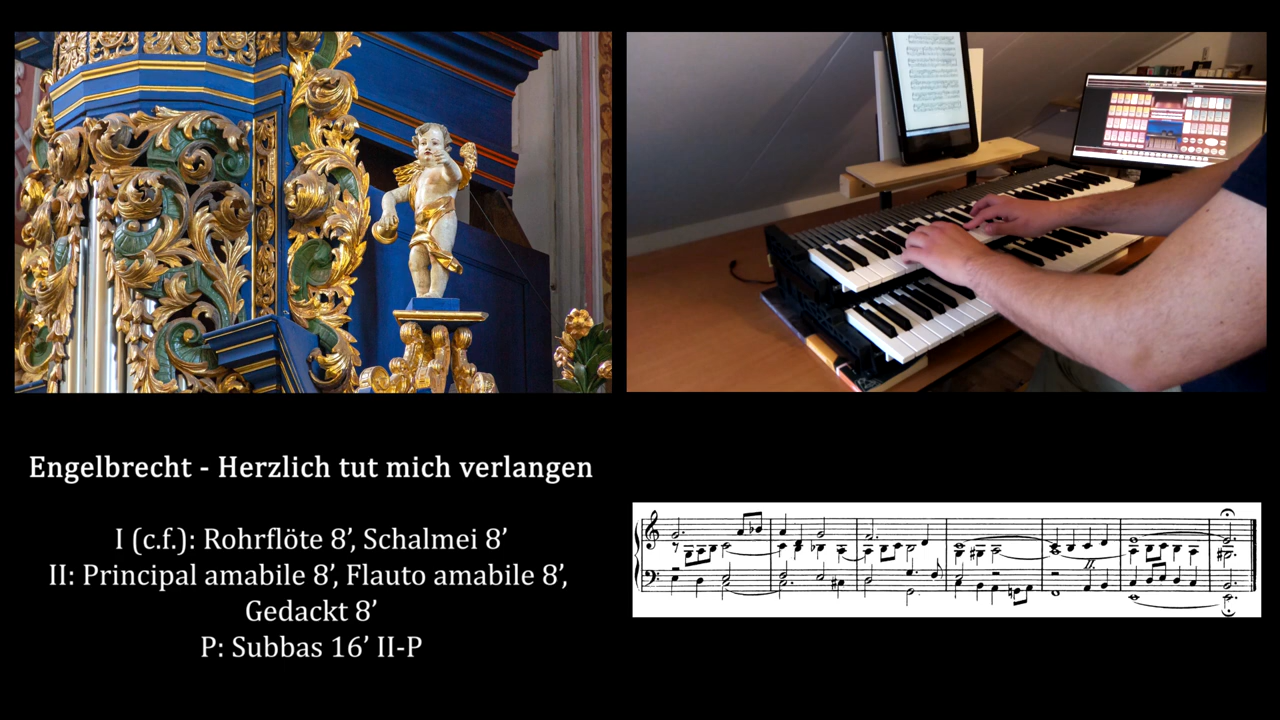 Engelbrecht - Herzlich tut mich verlangen
I (c.f.): Rohrflöte 8’, Schalmei 8’
II: Principal amabile 8’, Flauto amabile 8’,
Gedackt 8’
P: Subbas 16’ II-P